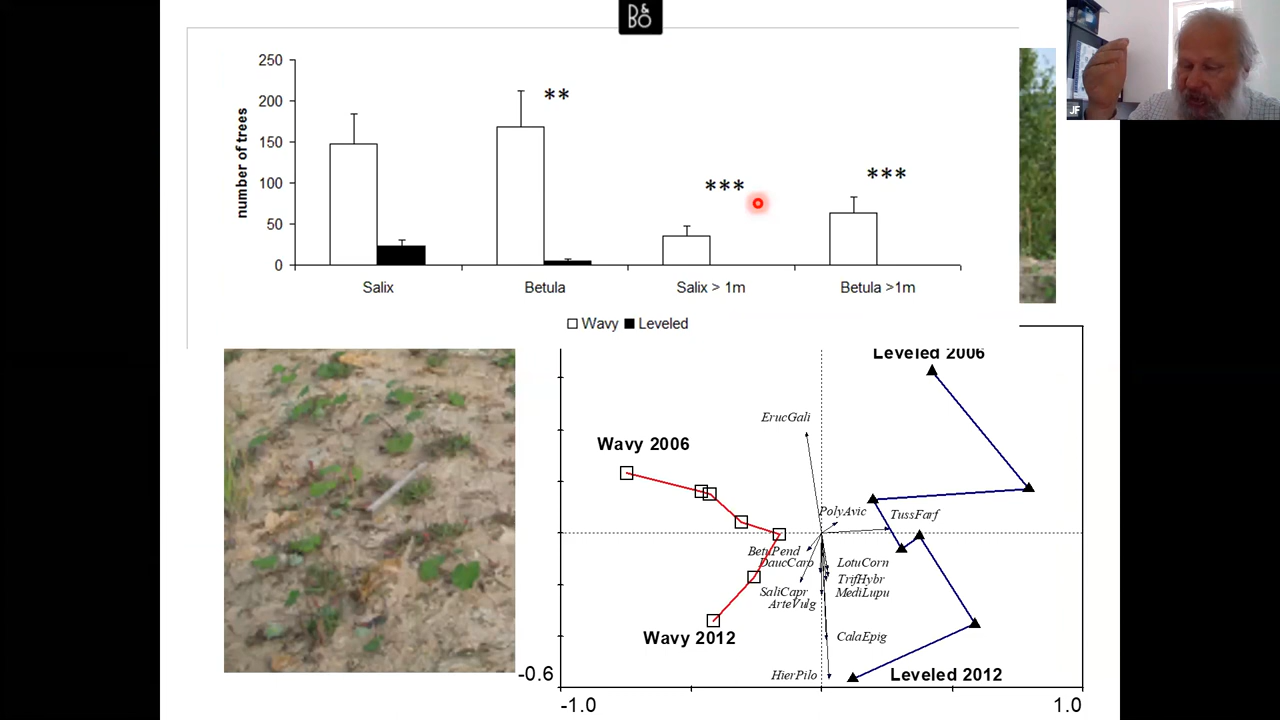 B&O
250
200
150
100
50
0
number of trees
**
***
***
Salix
Betula
Salix > 1m
Betula >1m
Wavy
Leveled
JF
Leveled 2006
ErucGali
Wavy 2006
PolyAvic
TussFarf
BetuPend
DaucCaro
LotuCorn
TrifHybr
SaliCapr
MediLupu
ArteVulg
Wavy 2012
CalaEpig
HierPilo
Leveled 2012
-0.6
-1.0
1.0